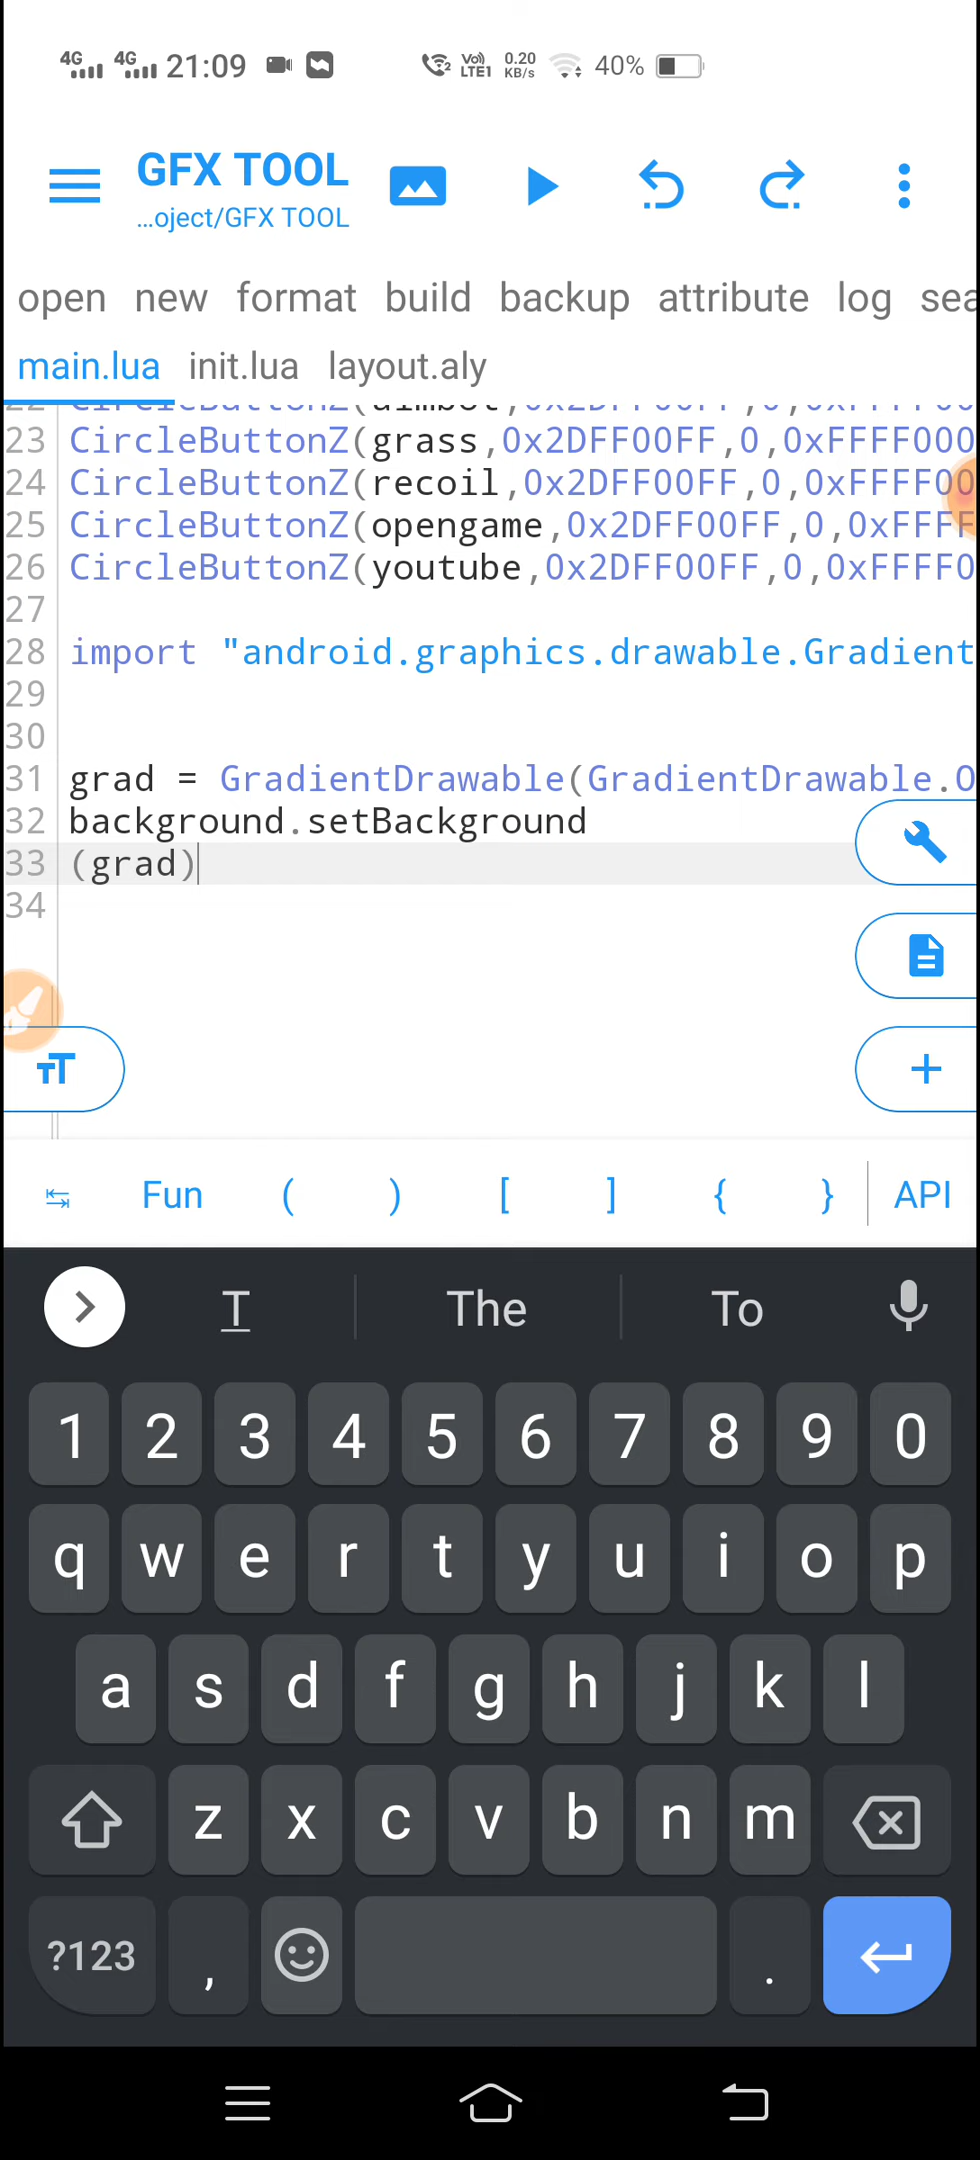 4G 4G 21:09 Vo) LTE1 0.20 KB/s 40%
GFX TOOL
...oject/GFX TOOL
open new format build backup attribute log sea
main.lua init.lua layout.aly
23 CircleButtonZ(grass,0x2DFF00FF,0,0xFFFF000
24 CircleButtonZ(recoil,0x2DFF00FF,0,0xFFFF00
25 CircleButtonZ(opengame,0x2DFF00FF,0,0xFFFF
26 CircleButtonZ(youtube,0x2DFF00FF,0,0xFFFF0
27
28 import "android.graphics.drawable.Gradient
29
30
31 grad = GradientDrawable(GradientDrawable.O
32 background.setBackground
33 (grad)
34
TT
Fun ( ) [ ] { } API
T The To
1 2 3 4 5 6 7 8 9 0
q w e r t y u i o p
a s d f g h j k l
z x c v b n m
?123 , .